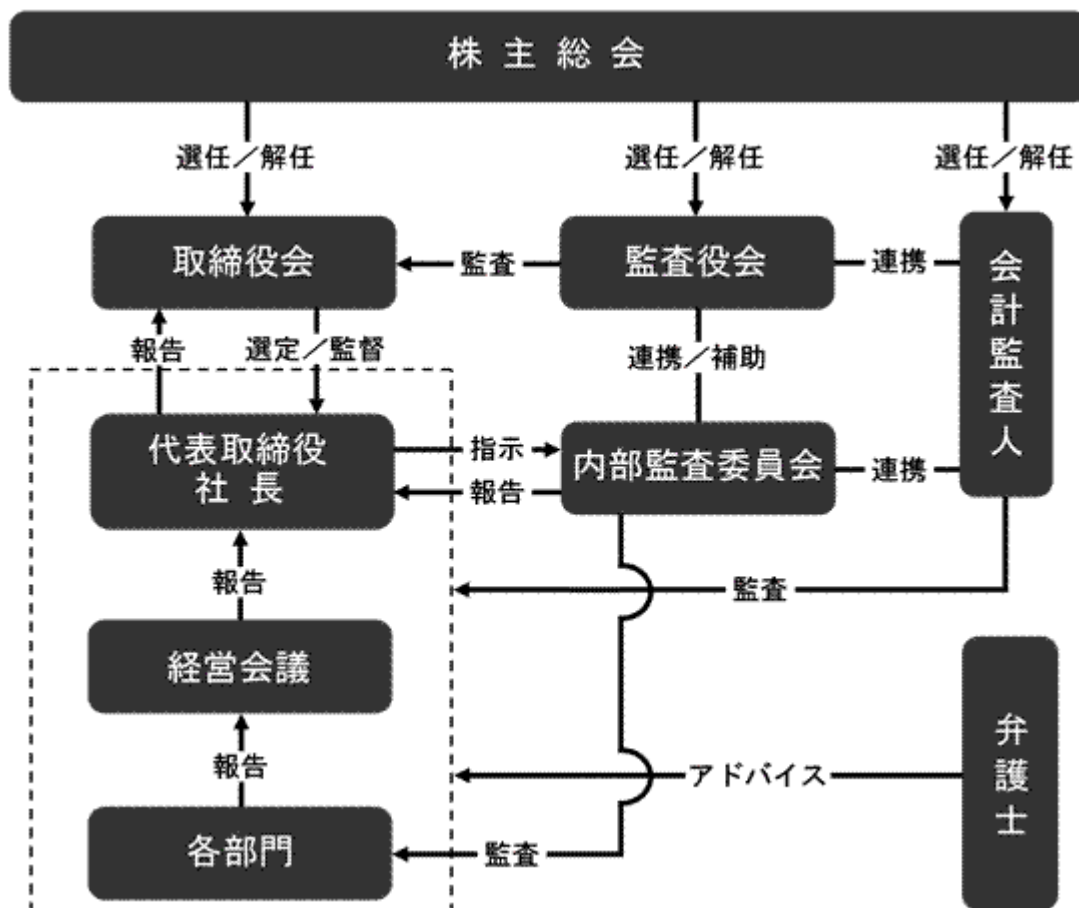 株主総会
選任／解任
選任／解任
選任／解任
取締役会
監査
監査役会
連携
会計監査人
報告
選定／監督
連携／補助
代表取締役
社長
指示
報告
内部監査委員会
連携
報告
監査
経営会議
報告
アドバイス
弁護士
各部門
監査